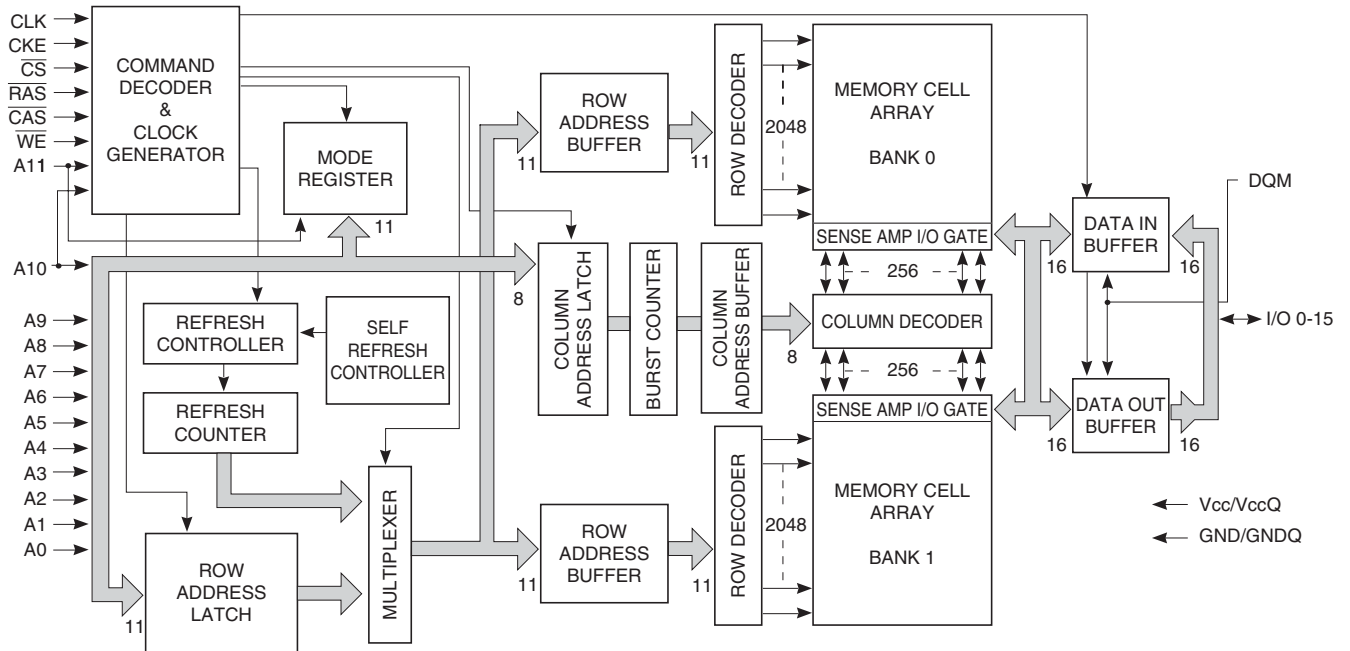 CLK
CKE
C̅S̅
R̅A̅S̅
C̅A̅S̅
W̅E̅
A11
A10
A9
A8
A7
A6
A5
A4
A3
A2
A1
A0
COMMAND
DECODER
&
CLOCK
GENERATOR
MODE
REGISTER
11
REFRESH
CONTROLLER
SELF
REFRESH
CONTROLLER
REFRESH
COUNTER
11
ROW
ADDRESS
LATCH
MULTIPLEXER
11
ROW
ADDRESS
BUFFER
11
ROW DECODER
2048
MEMORY CELL
ARRAY
BANK 0
SENSE AMP I/O GATE
256
8
COLUMN
ADDRESS LATCH
BURST COUNTER
COLUMN
ADDRESS BUFFER
8
COLUMN DECODER
256
SENSE AMP I/O GATE
MEMORY CELL
ARRAY
BANK 1
11
ROW
ADDRESS
BUFFER
11
ROW DECODER
2048
DQM
16
DATA IN
BUFFER
16
I/O 0-15
16
DATA OUT
BUFFER
16
Vcc/VccQ
GND/GNDQ